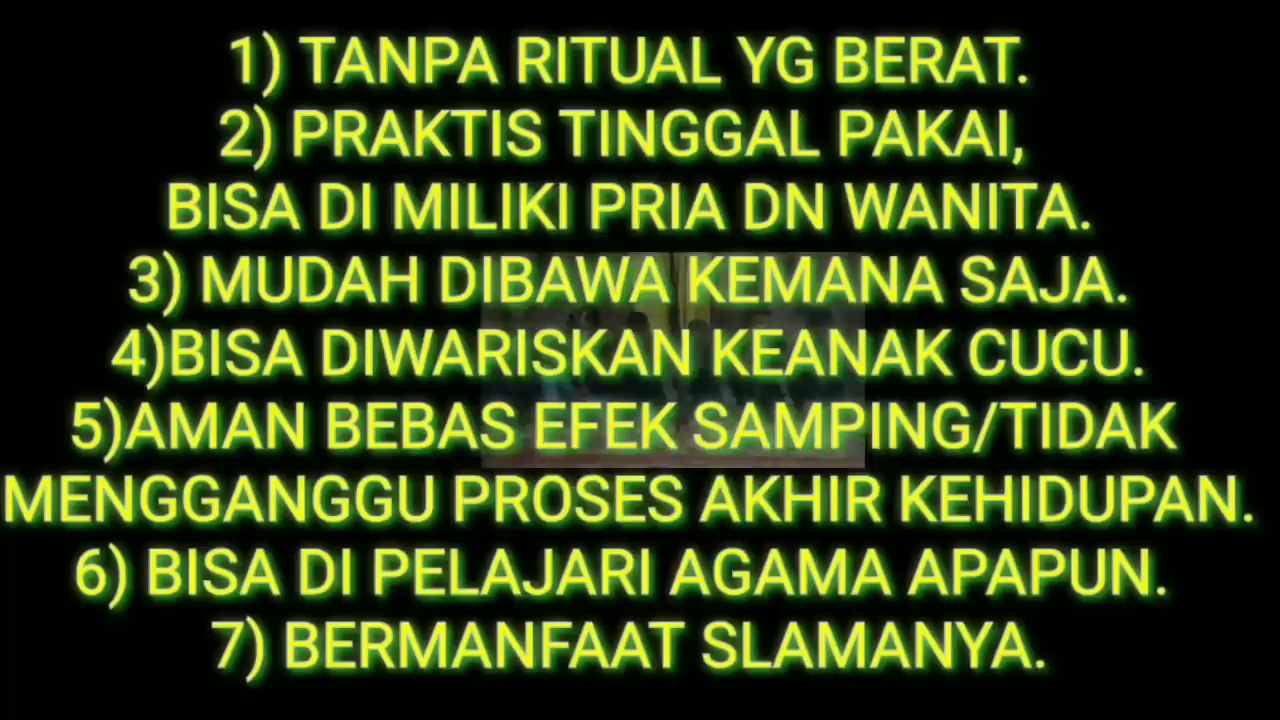 1) TANPA RITUAL YG BERAT.
2) PRAKTIS TINGGAL PAKAI,
BISA DI MILIKI PRIA DN WANITA.
3) MUDAH DIBAWA KEMANA SAJA.
4)BISA DIWARISKAN KEANAK CUCU.
5)AMAN BEBAS EFEK SAMPING/TIDAK
MENGGANGGU PROSES AKHIR KEHIDUPAN.
6) BISA DI PELAJARI AGAMA APAPUN.
7) BERMANFAAT SLAMANYA.